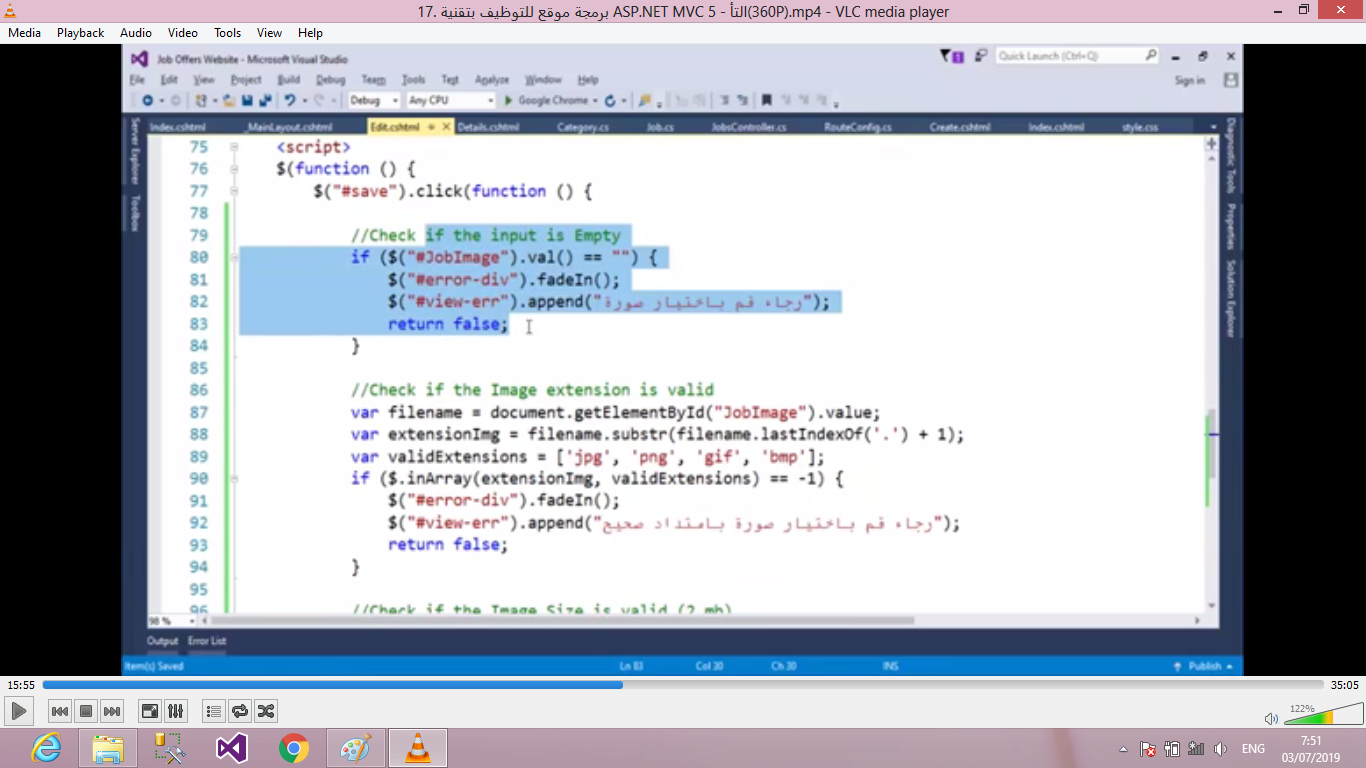 17. برمجة موقع للتوظيف بتقنية ASP.NET MVC 5 - التأ(360P).mp4 - VLC media player
Media Playback Audio Video Tools View Help
Job Offers Website - Microsoft Visual Studio
Quick Launch (Ctrl+Q)
File Edit View Project Build Debug Team Tools Test Analyze Window Help
Sign in
Debug Any CPU Google Chrome
Index.cshtml _MainLayout.cshtml Edit.cshtml Details.cshtml Category.cs Job.cs JobsController.cs RouteConfig.cs Create.cshtml Index.cshtml style.css
Server Explorer
Toolbox
Diagnostic Tools
Properties
Solution Explorer
75 <script>
76 $(function () {
77 $("#save").click(function () {
78
79 //Check if the input is Empty
80 if ($("#JobImage").val() == "") {
81 $("#error-div").fadeIn();
82 $("#view-err").append("رجاء قم باختيار صورة");
83 return false;
84 }
85
86 //Check if the Image extension is valid
87 var filename = document.getElementById("JobImage").value;
88 var extensionImg = filename.substr(filename.lastIndexOf('.') + 1);
89 var validExtensions = ['jpg', 'png', 'gif', 'bmp'];
90 if ($.inArray(extensionImg, validExtensions) == -1) {
91 $("#error-div").fadeIn();
92 $("#view-err").append("رجاء قم باختيار صورة بامتداد صحيح");
93 return false;
94 }
95
96 //Check if the Image Size is valid (2 mb)
98 %
Output Error List
Item(s) Saved Ln 83 Col 30 Ch 30 INS Publish
15:55 35:05
122%
ENG
7:51
03/07/2019